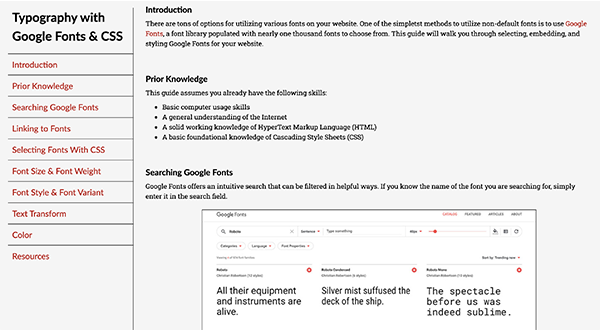 Typography with
Google Fonts & CSS
Introduction
Prior Knowledge
Searching Google Fonts
Linking to Fonts
Selecting Fonts With CSS
Font Size & Font Weight
Font Style & Font Variant
Text Transform
Color
Resources
Introduction
There are tons of options for utilizing various fonts on your website. One of the simpletst methods to utilize non-default fonts is to use Google
Fonts, a font library populated with nearly one thousand fonts to choose from. This guide will walk you through selecting, embedding, and
styling Google Fonts for your website.
Prior Knowledge
This guide assumes you already have the following skills:
• Basic computer usage skills
• A general understanding of the Internet
• A solid working knowledge of HyperText Markup Language (HTML)
• A basic foundational knowledge of Cascading Style Sheets (CSS)
Searching Google Fonts
Google Fonts offers an intuitive search that can be filtered in helpful ways. If you know the name of the font you are searching for, simply
enter it in the search field.
Google Fonts CATALOG FEATURED ARTICLES ABOUT
Roboto Sentence Type something
Categories Language Font Properties
Sort by: Trending
Roboto Roboto Condensed Roboto Mono
Christian Robertson (12 styles) Christian Robertson (6 styles) Christian Robertson
All their equipment
and instruments are
alive.
Silver mist suffused the
deck of the ship.
The spectacle
before us was
indeed sublime.